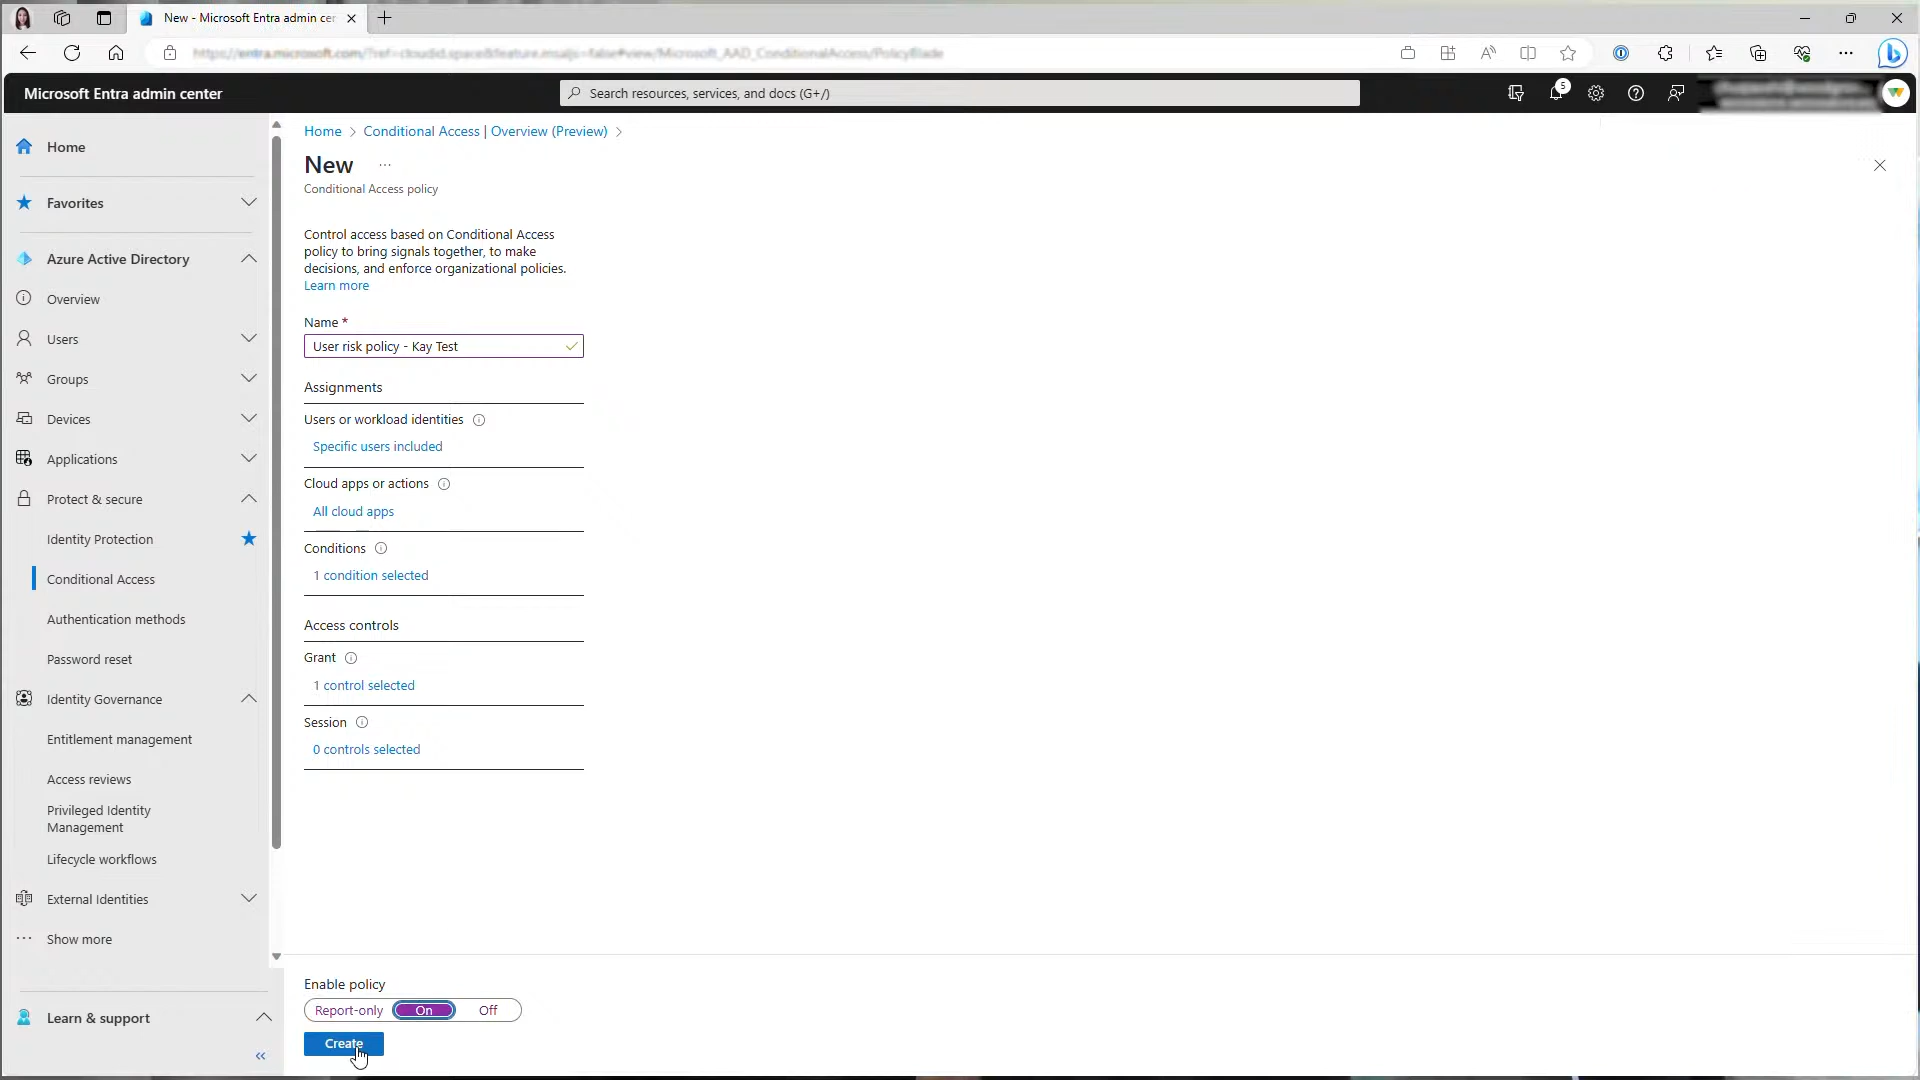 New - Microsoft Entra admin cer
Microsoft Entra admin center
Search resources, services, and docs (G+/)
5
Home
Favorites
Azure Active Directory
Overview
Users
Groups
Devices
Applications
Protect & secure
Identity Protection
Conditional Access
Authentication methods
Password reset
Identity Governance
Entitlement management
Access reviews
Privileged Identity
Management
Lifecycle workflows
External Identities
Show more
Learn & support
Home > Conditional Access | Overview (Preview) >
New ...
Conditional Access policy
Control access based on Conditional Access
policy to bring signals together, to make
decisions, and enforce organizational policies.
Learn more
Name *
User risk policy - Kay Test
Assignments
Users or workload identities
Specific users included
Cloud apps or actions
All cloud apps
Conditions
1 condition selected
Access controls
Grant
1 control selected
Session
0 controls selected
Enable policy
Report-only On Off
Create